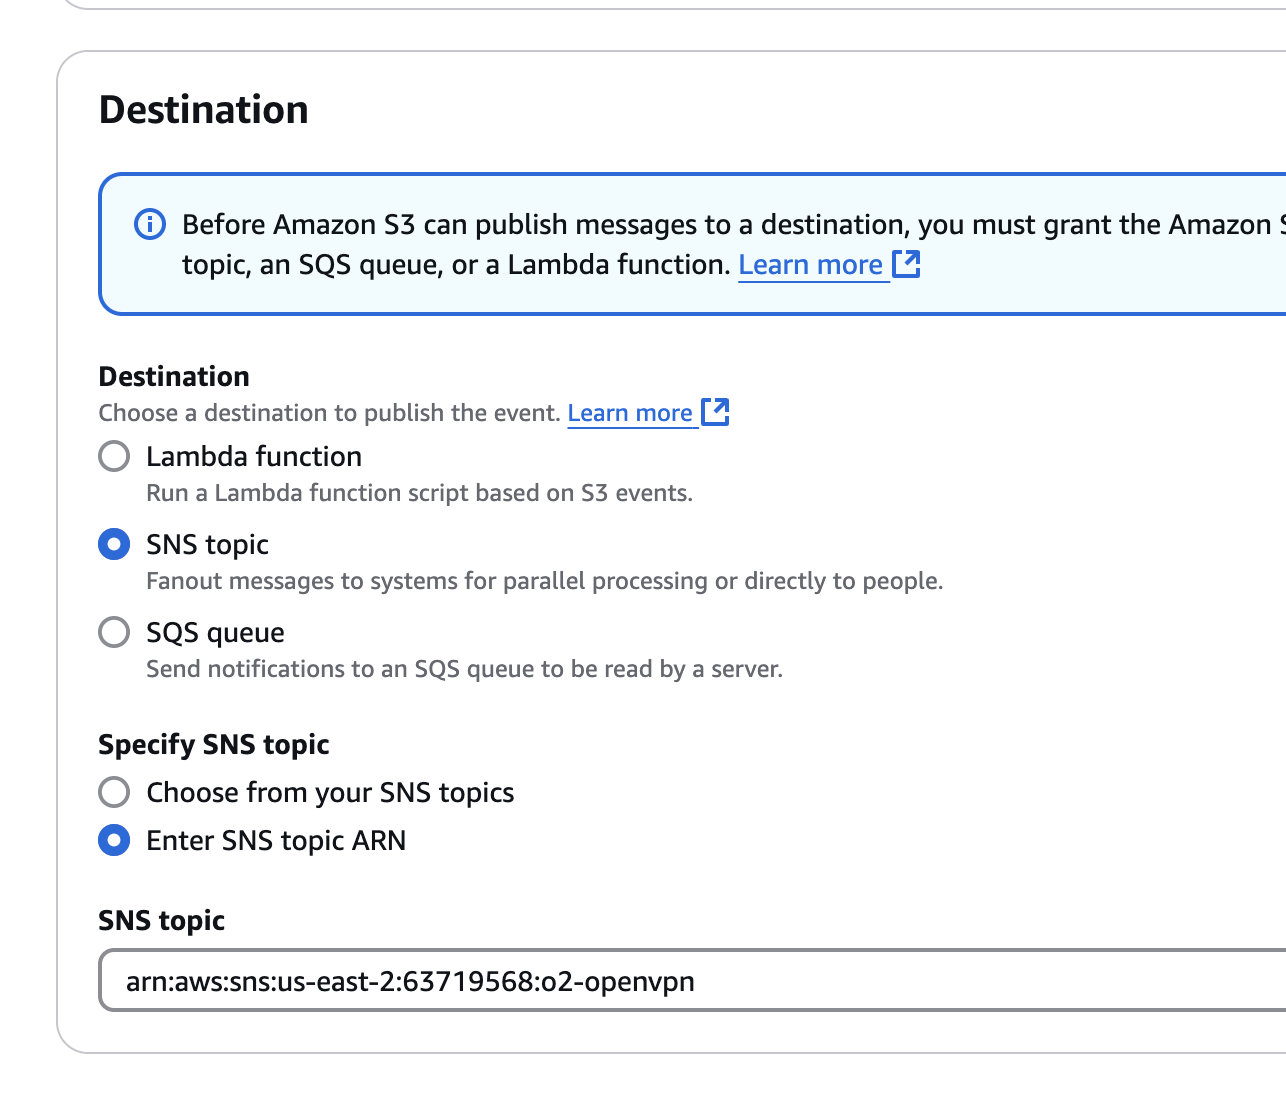 Destination
Before Amazon S3 can publish messages to a destination, you must grant the Amazon
topic, an SQS queue, or a Lambda function. Learn more
Destination
Choose a destination to publish the event. Learn more
Lambda function
Run a Lambda function script based on S3 events.
SNS topic
Fanout messages to systems for parallel processing or directly to people.
SQS queue
Send notifications to an SQS queue to be read by a server.
Specify SNS topic
Choose from your SNS topics
Enter SNS topic ARN
SNS topic
arn:aws:sns:us-east-2:63719568:o2-openvpn